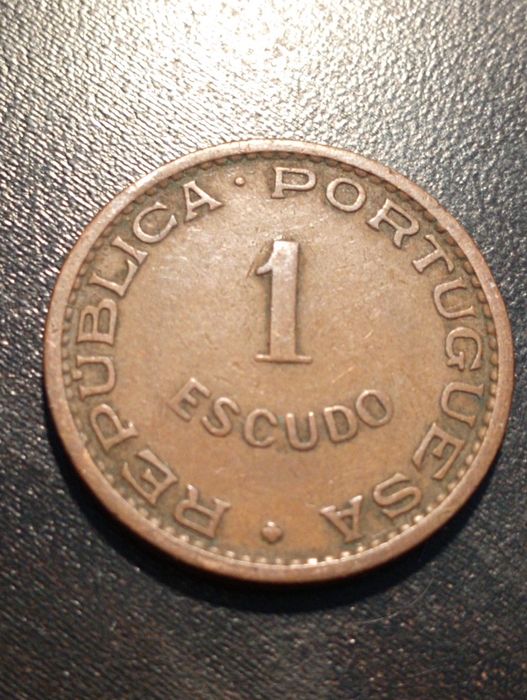 REPÚBLICA · PORTUGUESA
1
ESCUDO